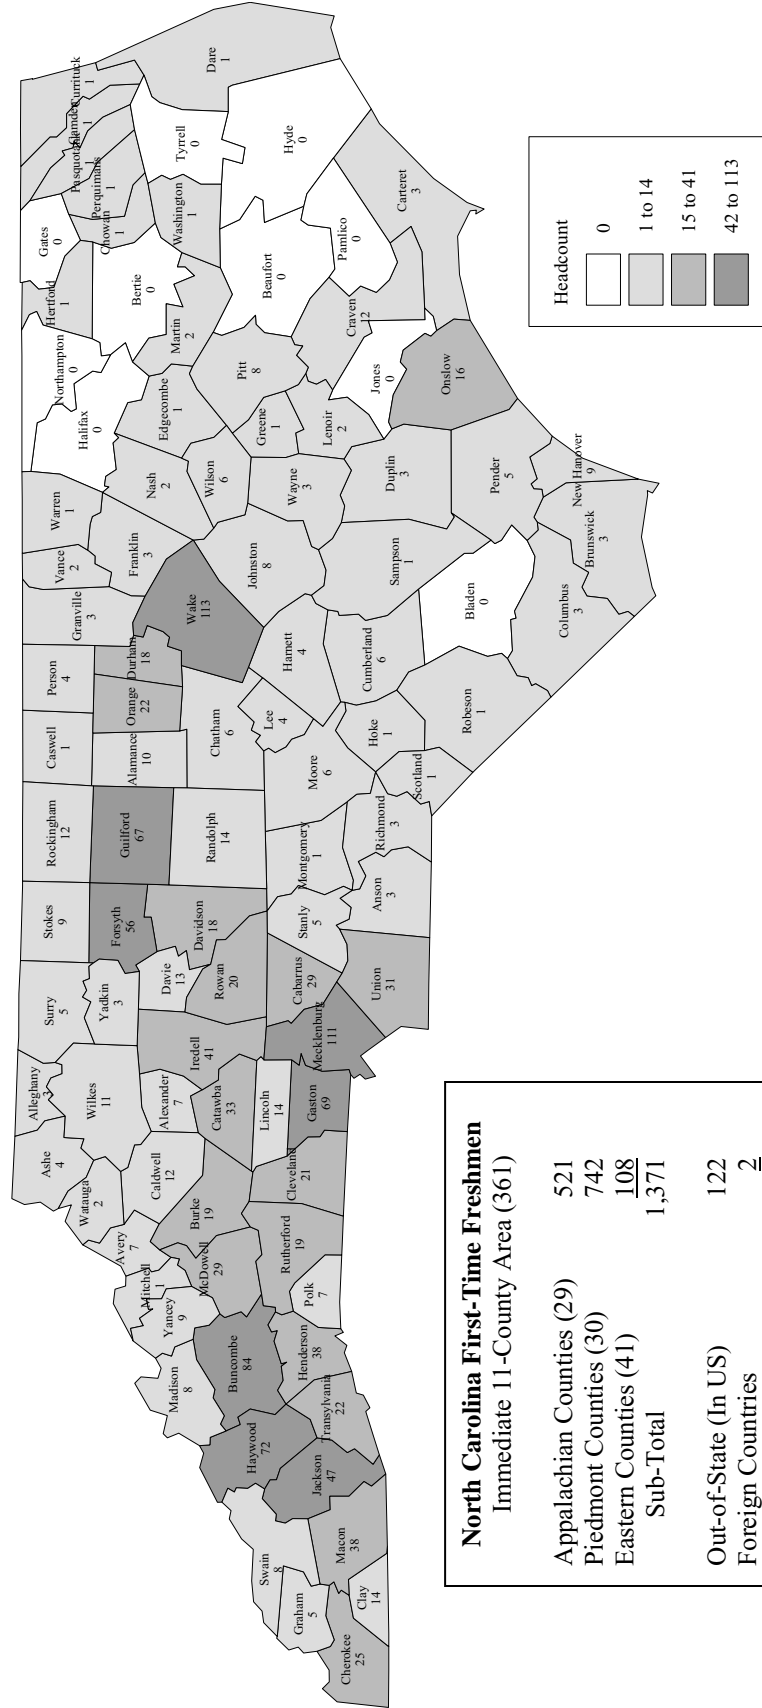 Cherokee
25
Graham
5
Clay
14
Swain
8
Macon
38
Jackson
47
Haywood
72
Transylvania
22
Madison
8
Buncombe
84
Henderson
38
Yancey
9
Mitchell
1
McDowell
29
Polk
7
Rutherford
19
Avery
7
Burke
19
Cleveland
21
Watauga
2
Caldwell
12
Ashe
4
Alleghany
3
Wilkes
11
Alexander
7
Catawba
33
Lincoln
14
Gaston
69
Iredell
41
Mecklenburg
111
Surry
5
Yadkin
3
Davie
13
Rowan
20
Cabarrus
29
Union
31
Stokes
9
Forsyth
56
Davidson
18
Stanly
5
Anson
3
Rockingham
12
Guilford
67
Randolph
14
Montgomery
1
Richmond
3
Caswell
1
Alamance
10
Chatham
6
Moore
6
Scotland
1
Hoke
1
Person
4
Orange
22
Durham
18
Lee
4
Harnett
4
Cumberland
6
Robeson
1
Granville
3
Wake
113
Vance
2
Warren
1
Franklin
3
Johnston
8
Sampson
1
Bladen
0
Columbus
3
Brunswick
3
New Hanover
9
Pender
5
Halifax
0
Northampton
0
Nash
2
Wilson
6
Wayne
3
Duplin
3
Edgecombe
1
Greene
1
Lenoir
2
Onslow
16
Jones
0
Hertford
1
Gates
0
Bertie
0
Martin
2
Pitt
8
Craven
12
Beaufort
0
Pamlico
0
Carteret
3
Chowan
1
Perquimans
1
Pasquotank
1
Camden
1
Currituck
1
Washington
1
Tyrrell
0
Hyde
0
Dare
1
North Carolina First-Time Freshmen
Immediate 11-County Area (361)
Appalachian Counties (29) 521
Piedmont Counties (30) 742
Eastern Counties (41) 108
Sub-Total 1,371
Out-of-State (In US) 122
Foreign Countries 2
Headcount
0
1 to 14
15 to 41
42 to 113